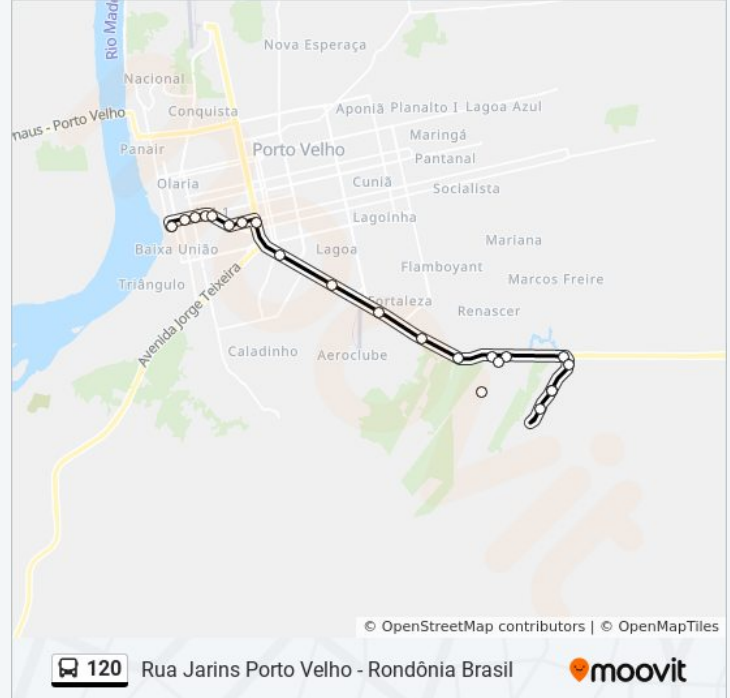 Rio Made
Nova Esperaça
Nacional
Conquista
Aponiã Planalto I Lagoa Azul
naus - Porto Velho
Maringá
Panair
Porto Velho
Pantanal
Olaria
Cuniã
Socialista
Lagoinha
Mariana
Baixa União
Lagoa
Flamboyant
Triângulo
Marcos Freire
Avenida Jorge Teixeira
Fortaleza
Renascer
Caladinho
Aeroclube
© OpenStreetMap contributors | © OpenMapTiles
120 Rua Jarins Porto Velho - Rondônia Brasil
moovit